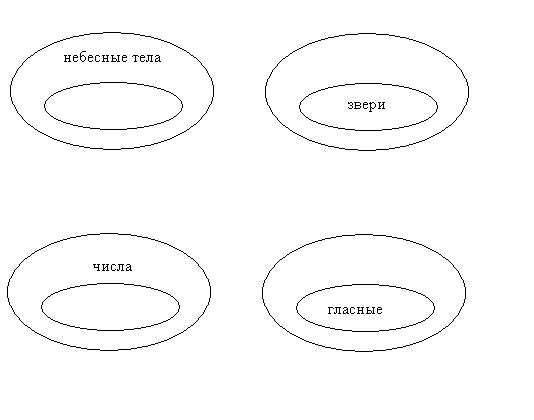 небесные тела
звери
числа
гласные